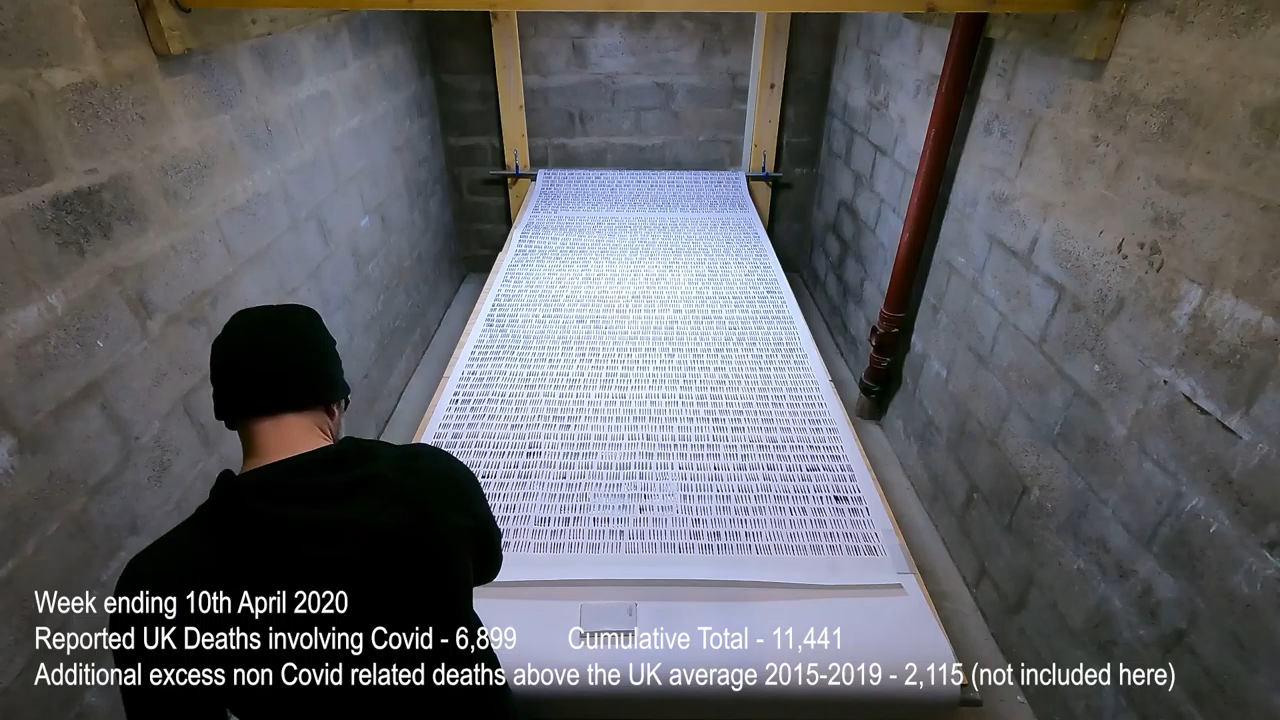 Week ending 10th April 2020
Reported UK Deaths involving Covid - 6,899 Cumulative Total - 11,441
Additional excess non Covid related deaths above the UK average 2015-2019 - 2,115 (not included here)